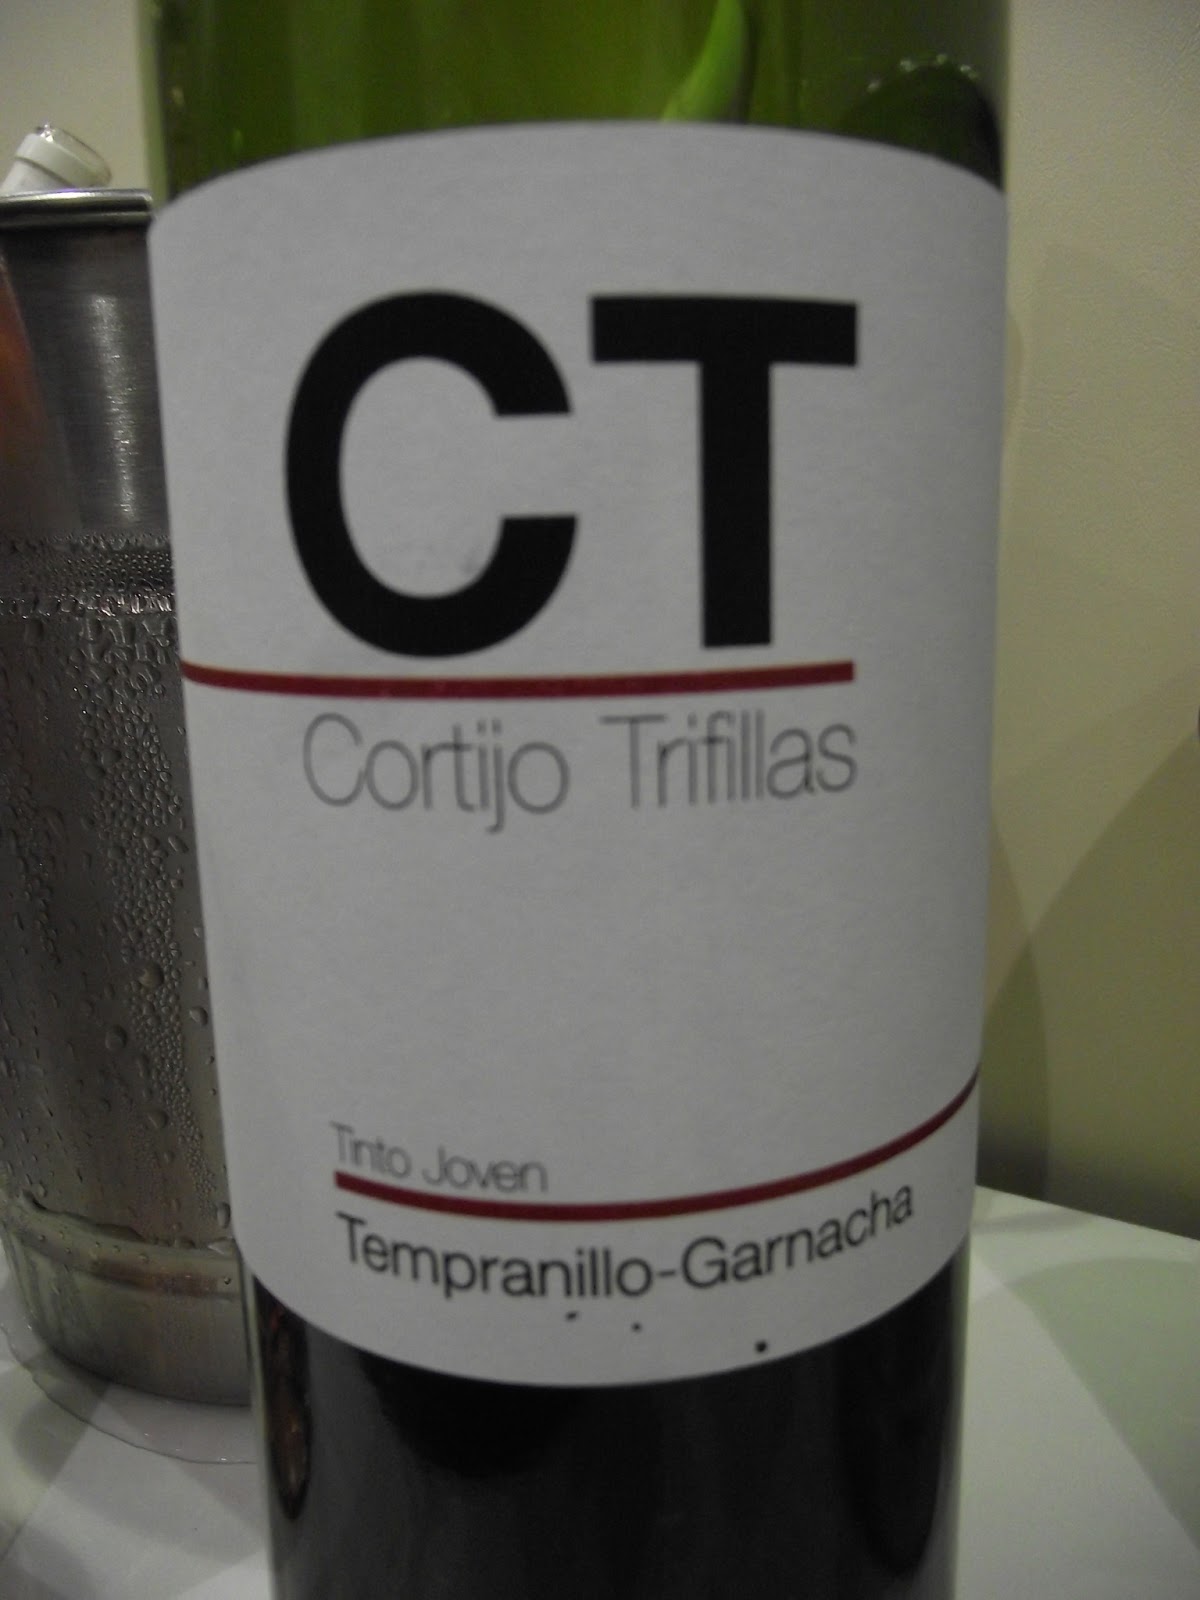 CT
Cortijo Trifillas
Tinto Joven
Tempranillo-Garnacha